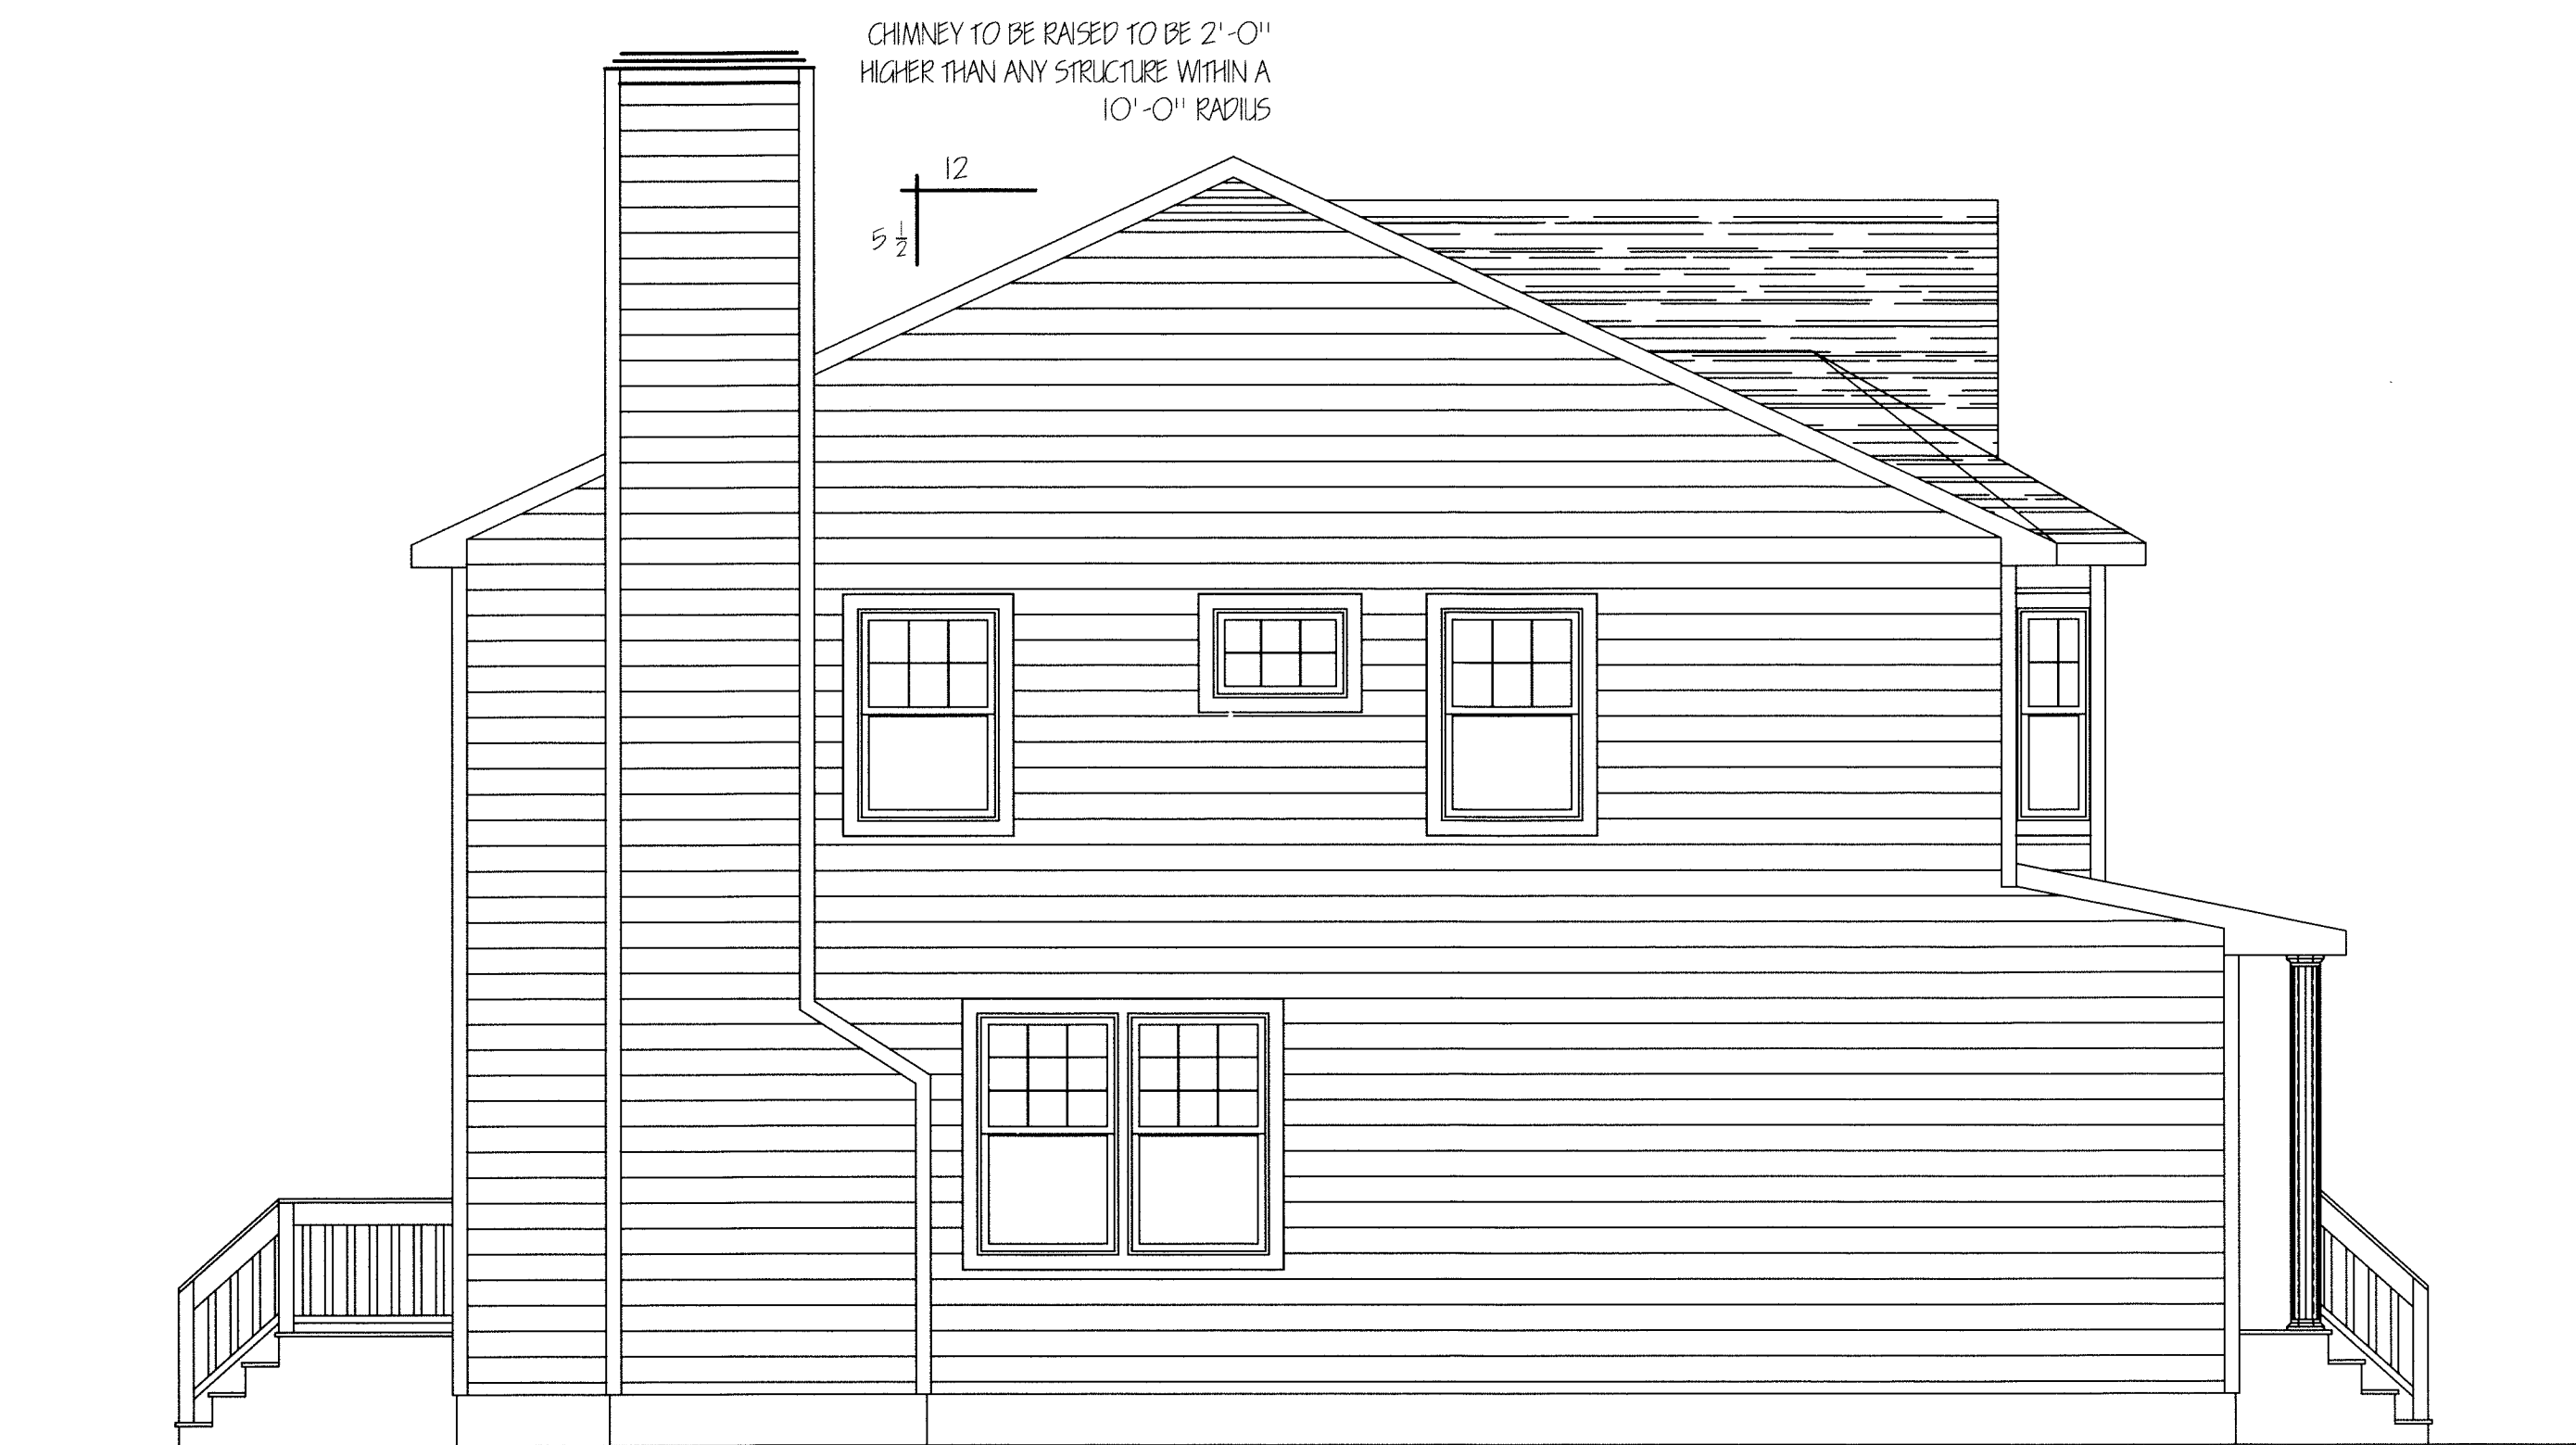 CHIMNEY TO BE RAISED TO BE 2'-0"
HIGHER THAN ANY STRUCTURE WITHIN A
10'-0" RADIUS
12
5 1/2